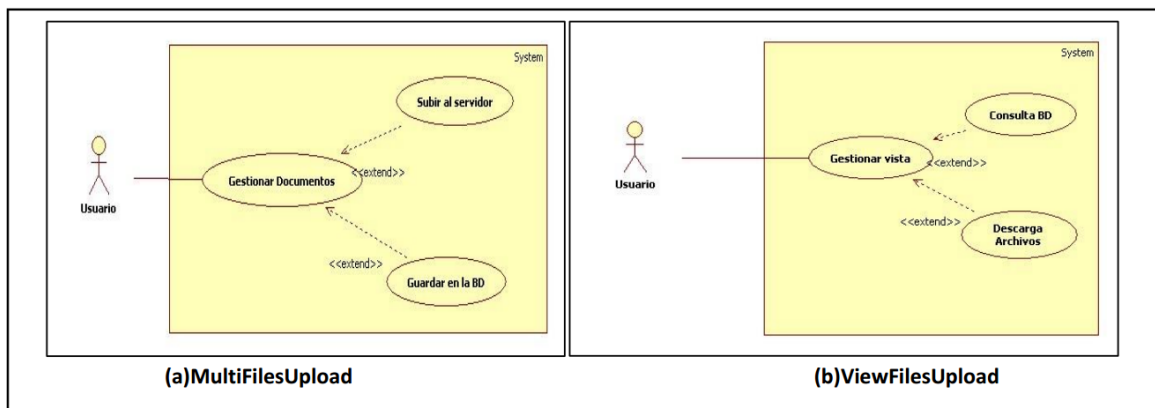 System
Subir al servidor
Gestionar Documentos
<<extend>>
Usuario
<<extend>>
Guardar en la BD
(a)MultiFilesUpload
System
Consulta BD
Gestionar vista
<<extend>>
Usuario
<<extend>>
Descarga
Archivos
(b)ViewFilesUpload